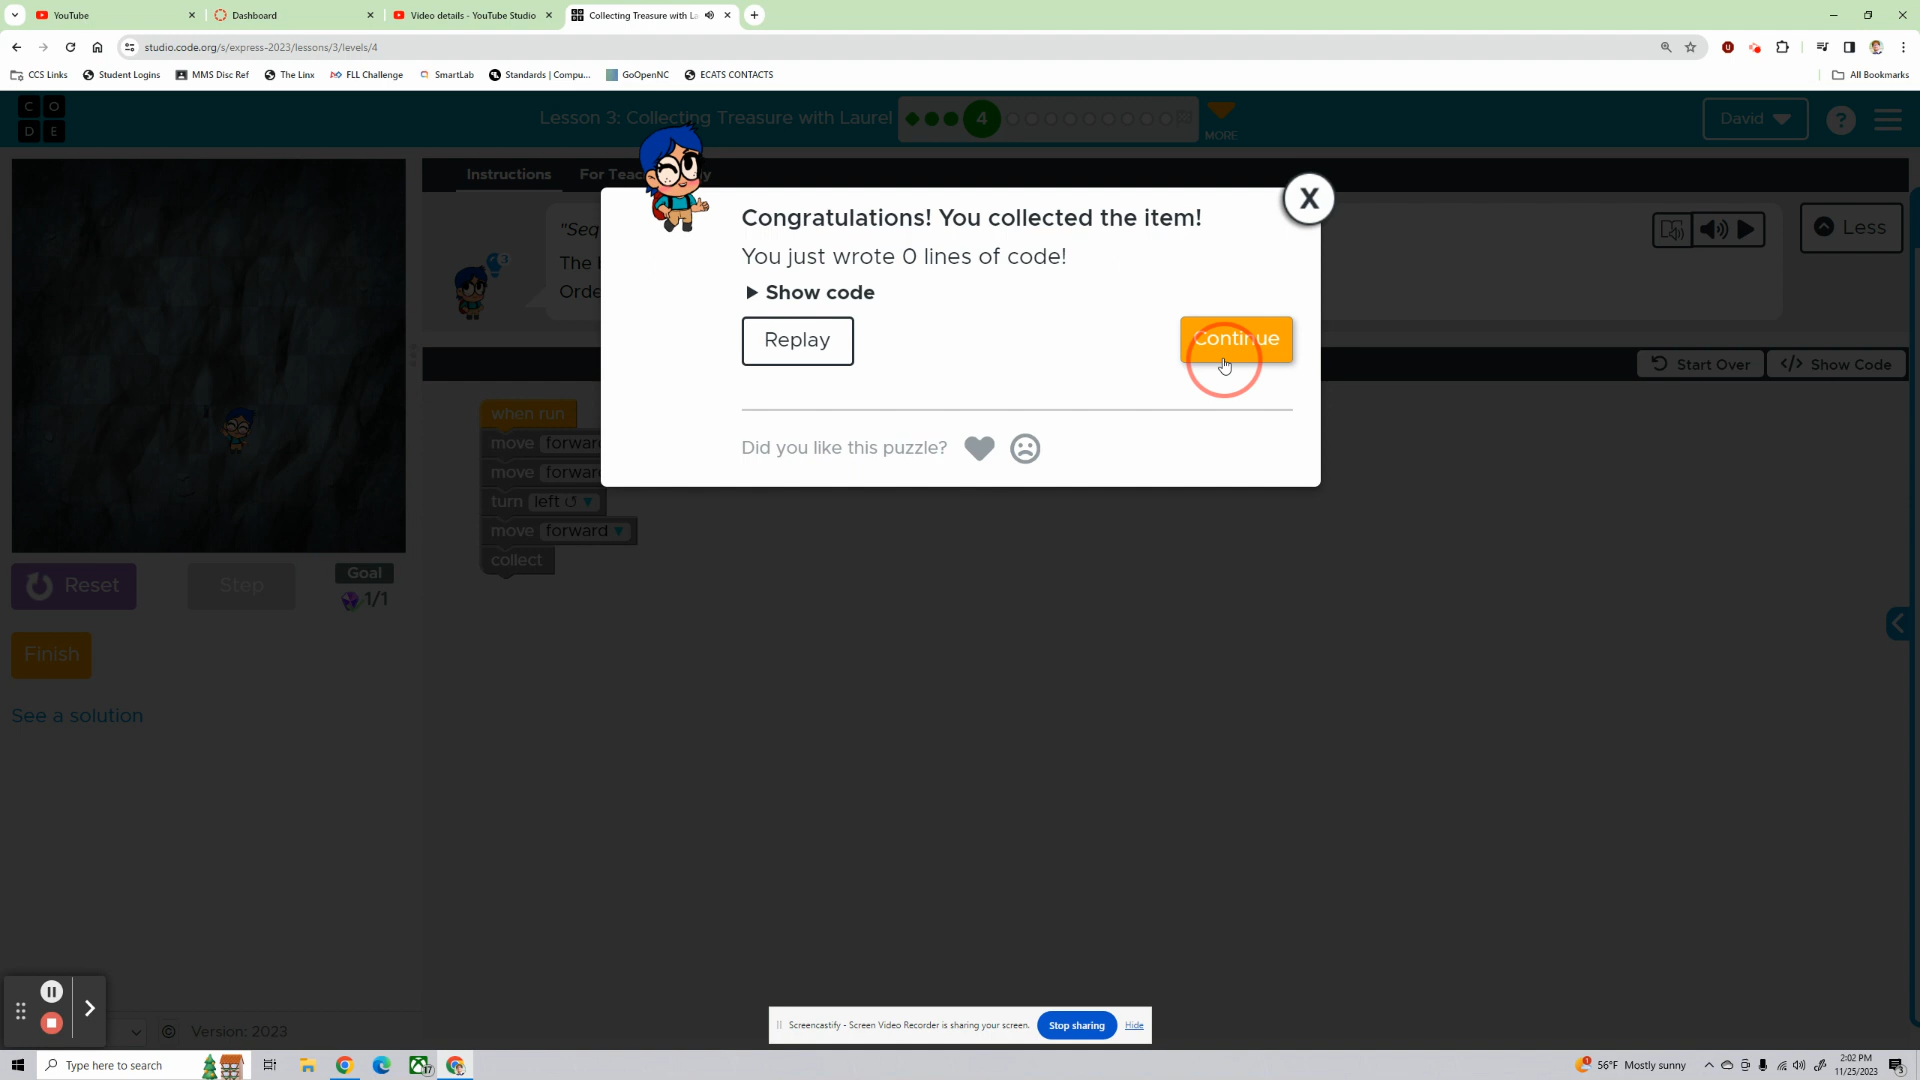 YouTube
Dashboard
Video details - YouTube Studio
Collecting Treasure with La
studio.code.org/s/express-2023/lessons/3/levels/4
CCS Links
Student Logins
MMS Disc Ref
The Linx
FLL Challenge
SmartLab
Standards | Compu...
GoOpenNC
ECATS CONTACTS
All Bookmarks
C O
D E
Lesson 3: Collecting Treasure with Laurel
4
MORE
David
?
Instructions
For Teac
y
"Seq
3
The
Orde
Less
Congratulations! You collected the item!
You just wrote 0 lines of code!
Show code
Replay
Continue
Did you like this puzzle?
X
Start Over
Show Code
when run
move forward
move forward
turn left
move forward
collect
Reset
Step
Goal
1/1
Finish
See a solution
© Version: 2023
Screencastify - Screen Video Recorder is sharing your screen.
Stop sharing
Hide
Type here to search
17
1
56°F Mostly sunny
2:02 PM
11/25/2023
3